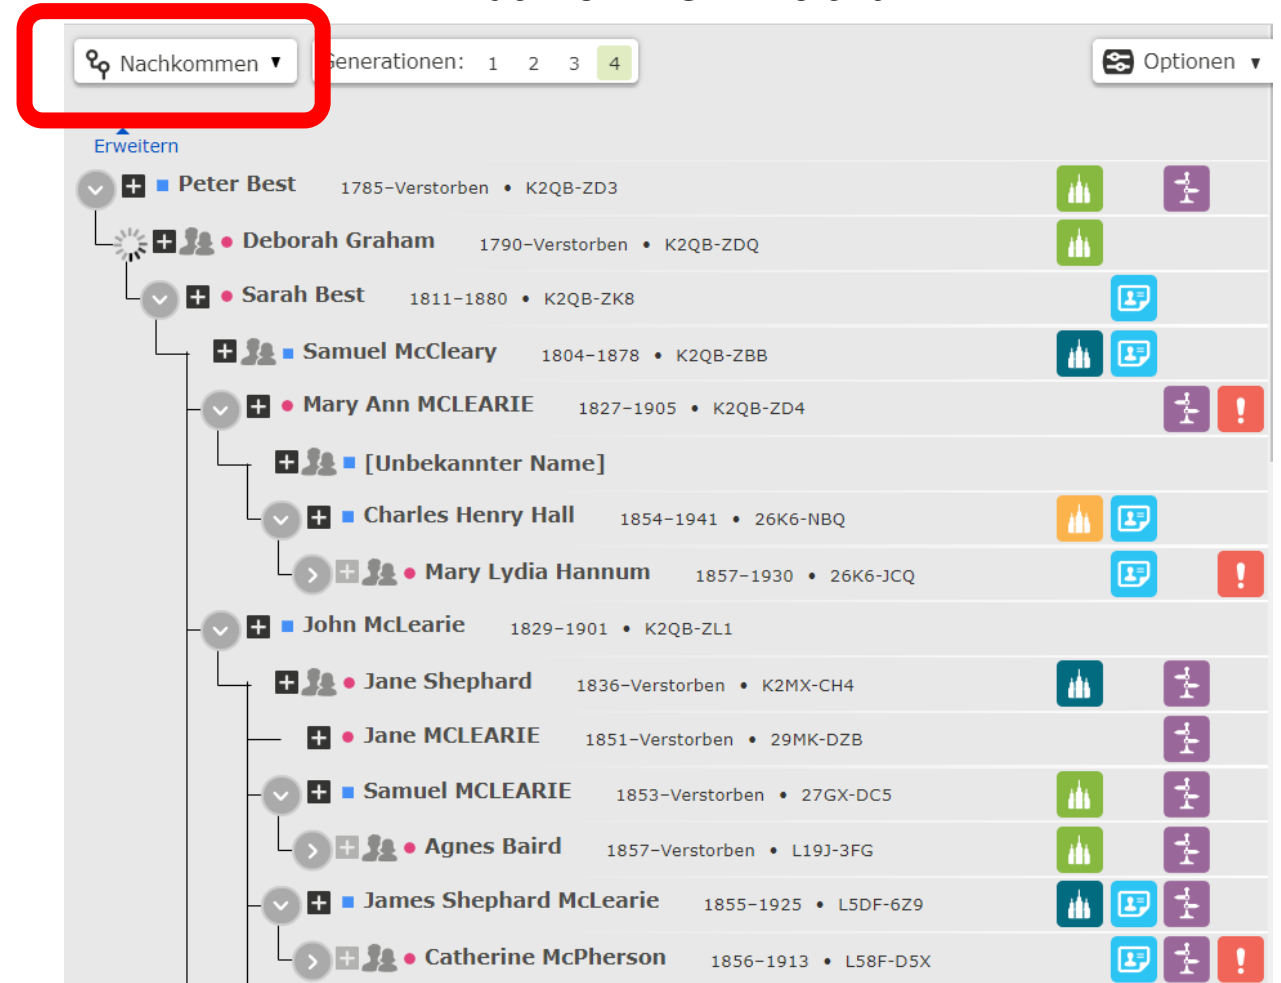 Nachkommen ▼ Generationen: 1 2 3 4 Optionen ▼
Erweitern
Peter Best 1785–Verstorben • K2QB-ZD3
Deborah Graham 1790–Verstorben • K2QB-ZDQ
Sarah Best 1811–1880 • K2QB-ZK8
Samuel McCleary 1804–1878 • K2QB-ZBB
Mary Ann MCLEARIE 1827–1905 • K2QB-ZD4
[Unbekannter Name]
Charles Henry Hall 1854–1941 • 26K6-NBQ
Mary Lydia Hannum 1857–1930 • 26K6-JCQ
John McLearie 1829–1901 • K2QB-ZL1
Jane Shephard 1836–Verstorben • K2MX-CH4
Jane MCLEARIE 1851–Verstorben • 29MK-DZB
Samuel MCLEARIE 1853–Verstorben • 27GX-DC5
Agnes Baird 1857–Verstorben • L19J-3FG
James Shephard McLearie 1855–1925 • L5DF-6Z9
Catherine McPherson 1856–1913 • L58F-D5X